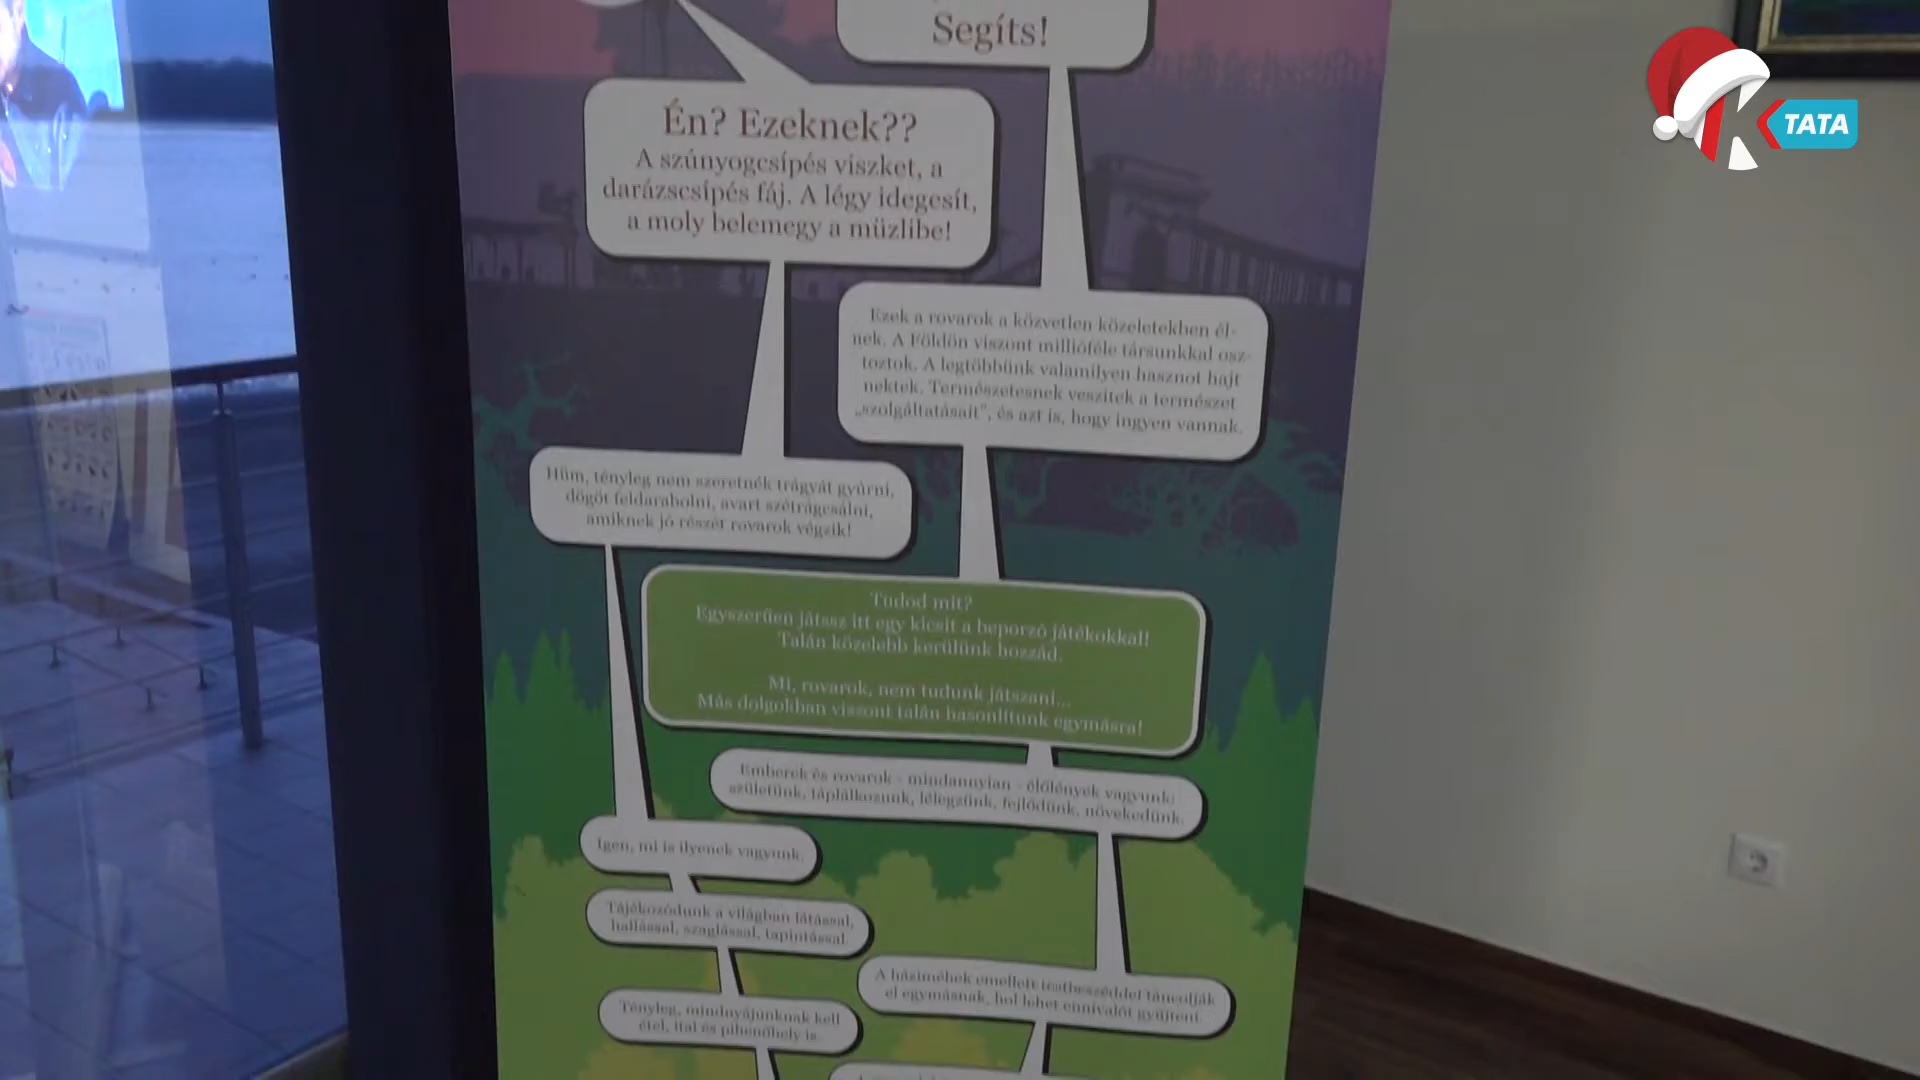 Segíts!
Én? Ezeknek??
A szúnyogcsípés viszket, a
darázscsípés fáj. A légy idegesít,
a moly belemegy a müzlibe!
Ezek a rovarok a közvetlen közeletekben él-
nek. A Földön viszont millióféle társunkkal osz-
toztok. A legtöbbünk valamilyen hasznot hajt
nektek. Természetesnek veszitek a természet
„szolgáltatásait”, és azt is, hogy ingyen vannak.
Hüm, tényleg nem szeretnék trágyát gyúrni,
dögöt feldarabolni, avart szétrágcsálni,
amiknek jó részét rovarok végzik!
Tudod mit?
Egyszerűen játssz itt egy kicsit a beporzó játékokkal!
Talán közelebb kerülünk hozzád.
Mi, rovarok, nem tudunk játszani...
Más dolgokban viszont talán hasonlítunk egymásra!
Emberek és rovarok - mindannyian - élőlények vagyunk:
születünk, táplálkozunk, lélegzünk, fejlődünk, növekedünk.
Igen, mi is ilyenek vagyunk.
Tájékozódunk a világban látással,
hallással, szaglással, tapintással.
A háziméhek emellett testbeszéddel táncolják
el egymásnak, hol lehet ennivalót gyűjteni.
Tényleg, mindnyájunknak kell
étel, ital és pihenőhely is.
K
TATA